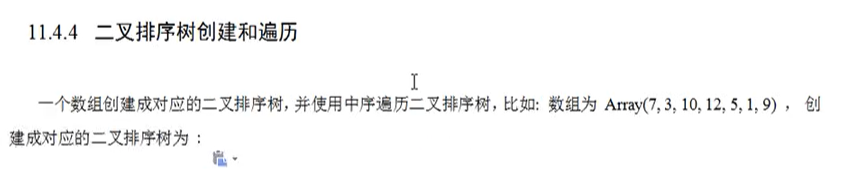 11.4.4 二叉排序树创建和遍历
一个数组创建成对应的二叉排序树，并使用中序遍历二叉排序树，比如: 数组为 Array(7, 3, 10, 12, 5, 1, 9) ， 创
建成对应的二叉排序树为：